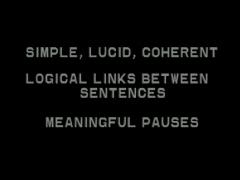 SIMPLE, LUCID, COHERENT
LOGICAL LINKS BETWEEN
SENTENCES
MEANINGFUL PAUSES